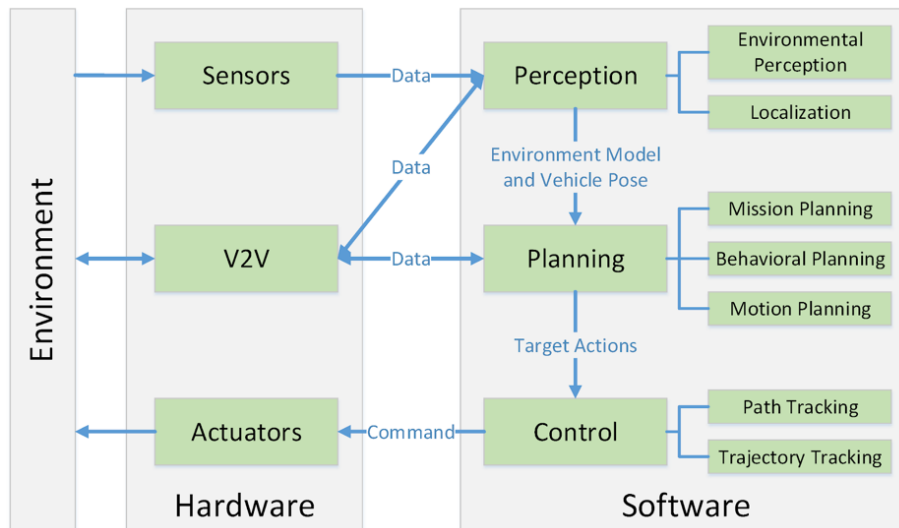 Environment
Sensors
Data
Perception
Environmental
Perception
Localization
Data
Environment Model
and Vehicle Pose
V2V
Data
Planning
Mission Planning
Behavioral Planning
Motion Planning
Target Actions
Actuators
Command
Control
Path Tracking
Trajectory Tracking
Hardware
Software